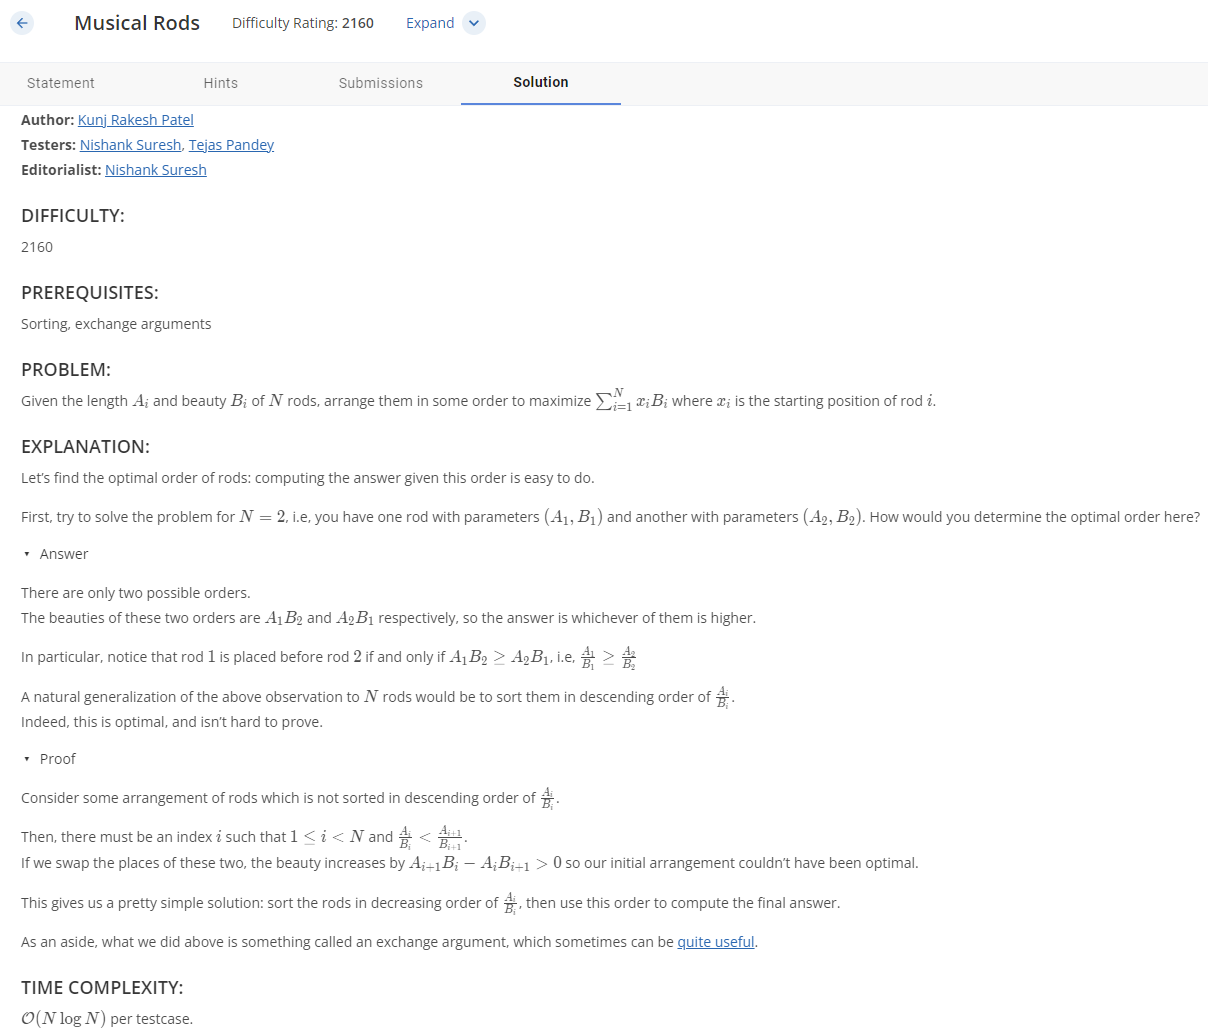 Musical Rods Difficulty Rating: 2160 Expand
Statement Hints Submissions Solution
Author: Kunj Rakesh Patel
Testers: Nishank Suresh, Tejas Pandey
Editorialist: Nishank Suresh
DIFFICULTY:
2160
PREREQUISITES:
Sorting, exchange arguments
PROBLEM:
Given the length $A_i$ and beauty $B_i$ of $N$ rods, arrange them in some order to maximize $\sum_{i=1}^{N} x_i B_i$ where $x_i$ is the starting position of rod $i$.
EXPLANATION:
Let's find the optimal order of rods: computing the answer given this order is easy to do.
First, try to solve the problem for $N = 2$, i.e, you have one rod with parameters $(A_1, B_1)$ and another with parameters $(A_2, B_2)$. How would you determine the optimal order here?
▾ Answer
There are only two possible orders.
The beauties of these two orders are $A_1B_2$ and $A_2B_1$ respectively, so the answer is whichever of them is higher.
In particular, notice that rod $1$ is placed before rod $2$ if and only if $A_1B_2 \geq A_2B_1$, i.e, $\frac{A_1}{B_1} \geq \frac{A_2}{B_2}$
A natural generalization of the above observation to $N$ rods would be to sort them in descending order of $\frac{A_i}{B_i}$.
Indeed, this is optimal, and isn't hard to prove.
▾ Proof
Consider some arrangement of rods which is not sorted in descending order of $\frac{A_i}{B_i}$.
Then, there must be an index $i$ such that $1 \leq i < N$ and $\frac{A_i}{B_i} < \frac{A_{i+1}}{B_{i+1}}$.
If we swap the places of these two, the beauty increases by $A_{i+1}B_i - A_iB_{i+1} > 0$ so our initial arrangement couldn't have been optimal.
This gives us a pretty simple solution: sort the rods in decreasing order of $\frac{A_i}{B_i}$, then use this order to compute the final answer.
As an aside, what we did above is something called an exchange argument, which sometimes can be quite useful.
TIME COMPLEXITY:
$\mathcal{O}(N \log N)$ per testcase.